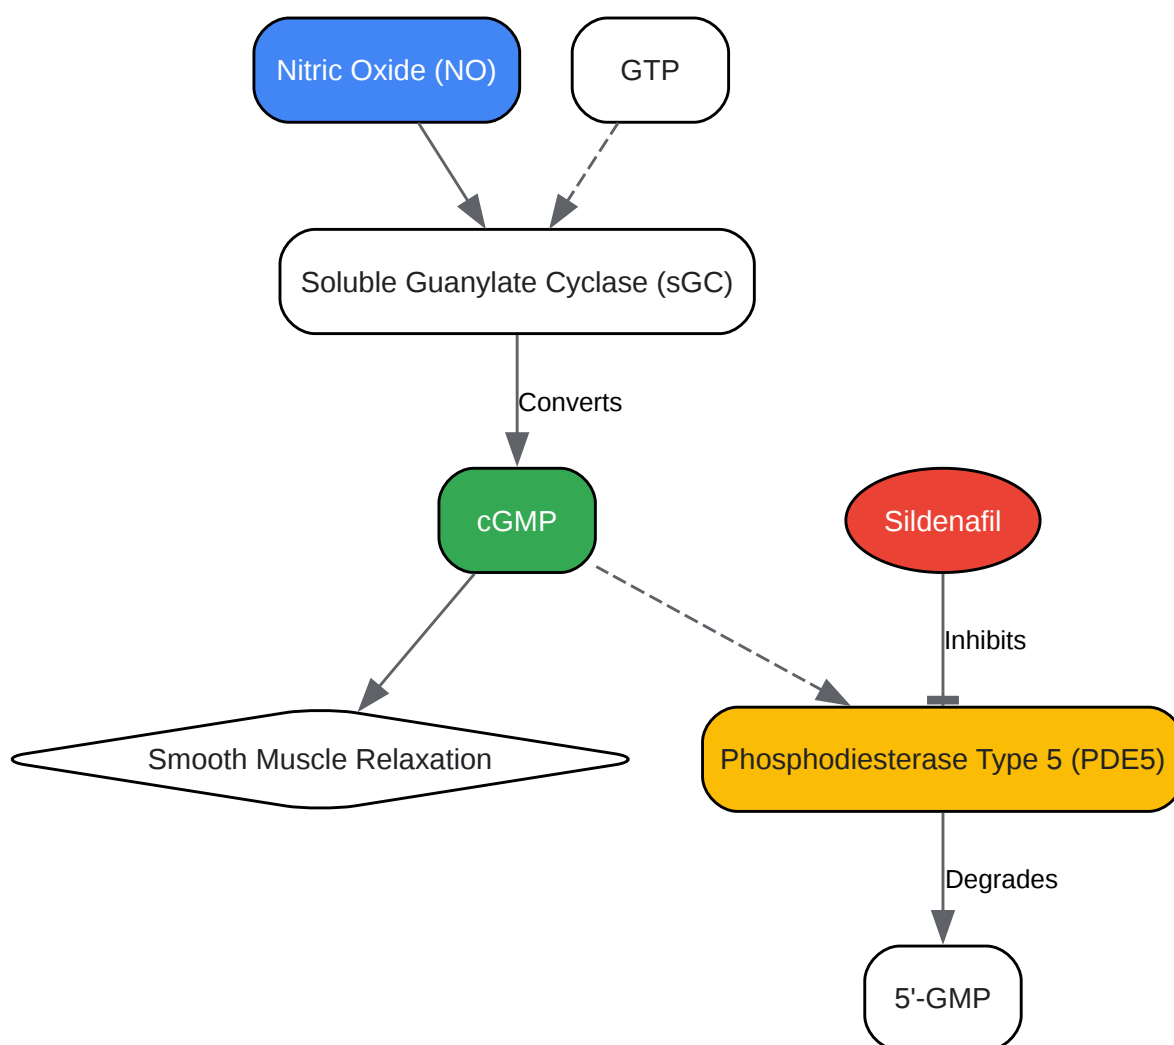 Nitric Oxide (NO)
GTP
Soluble Guanylate Cyclase (sGC)
Converts
cGMP
Sildenafil
Inhibits
Smooth Muscle Relaxation
Phosphodiesterase Type 5 (PDE5)
Degrades
5'-GMP